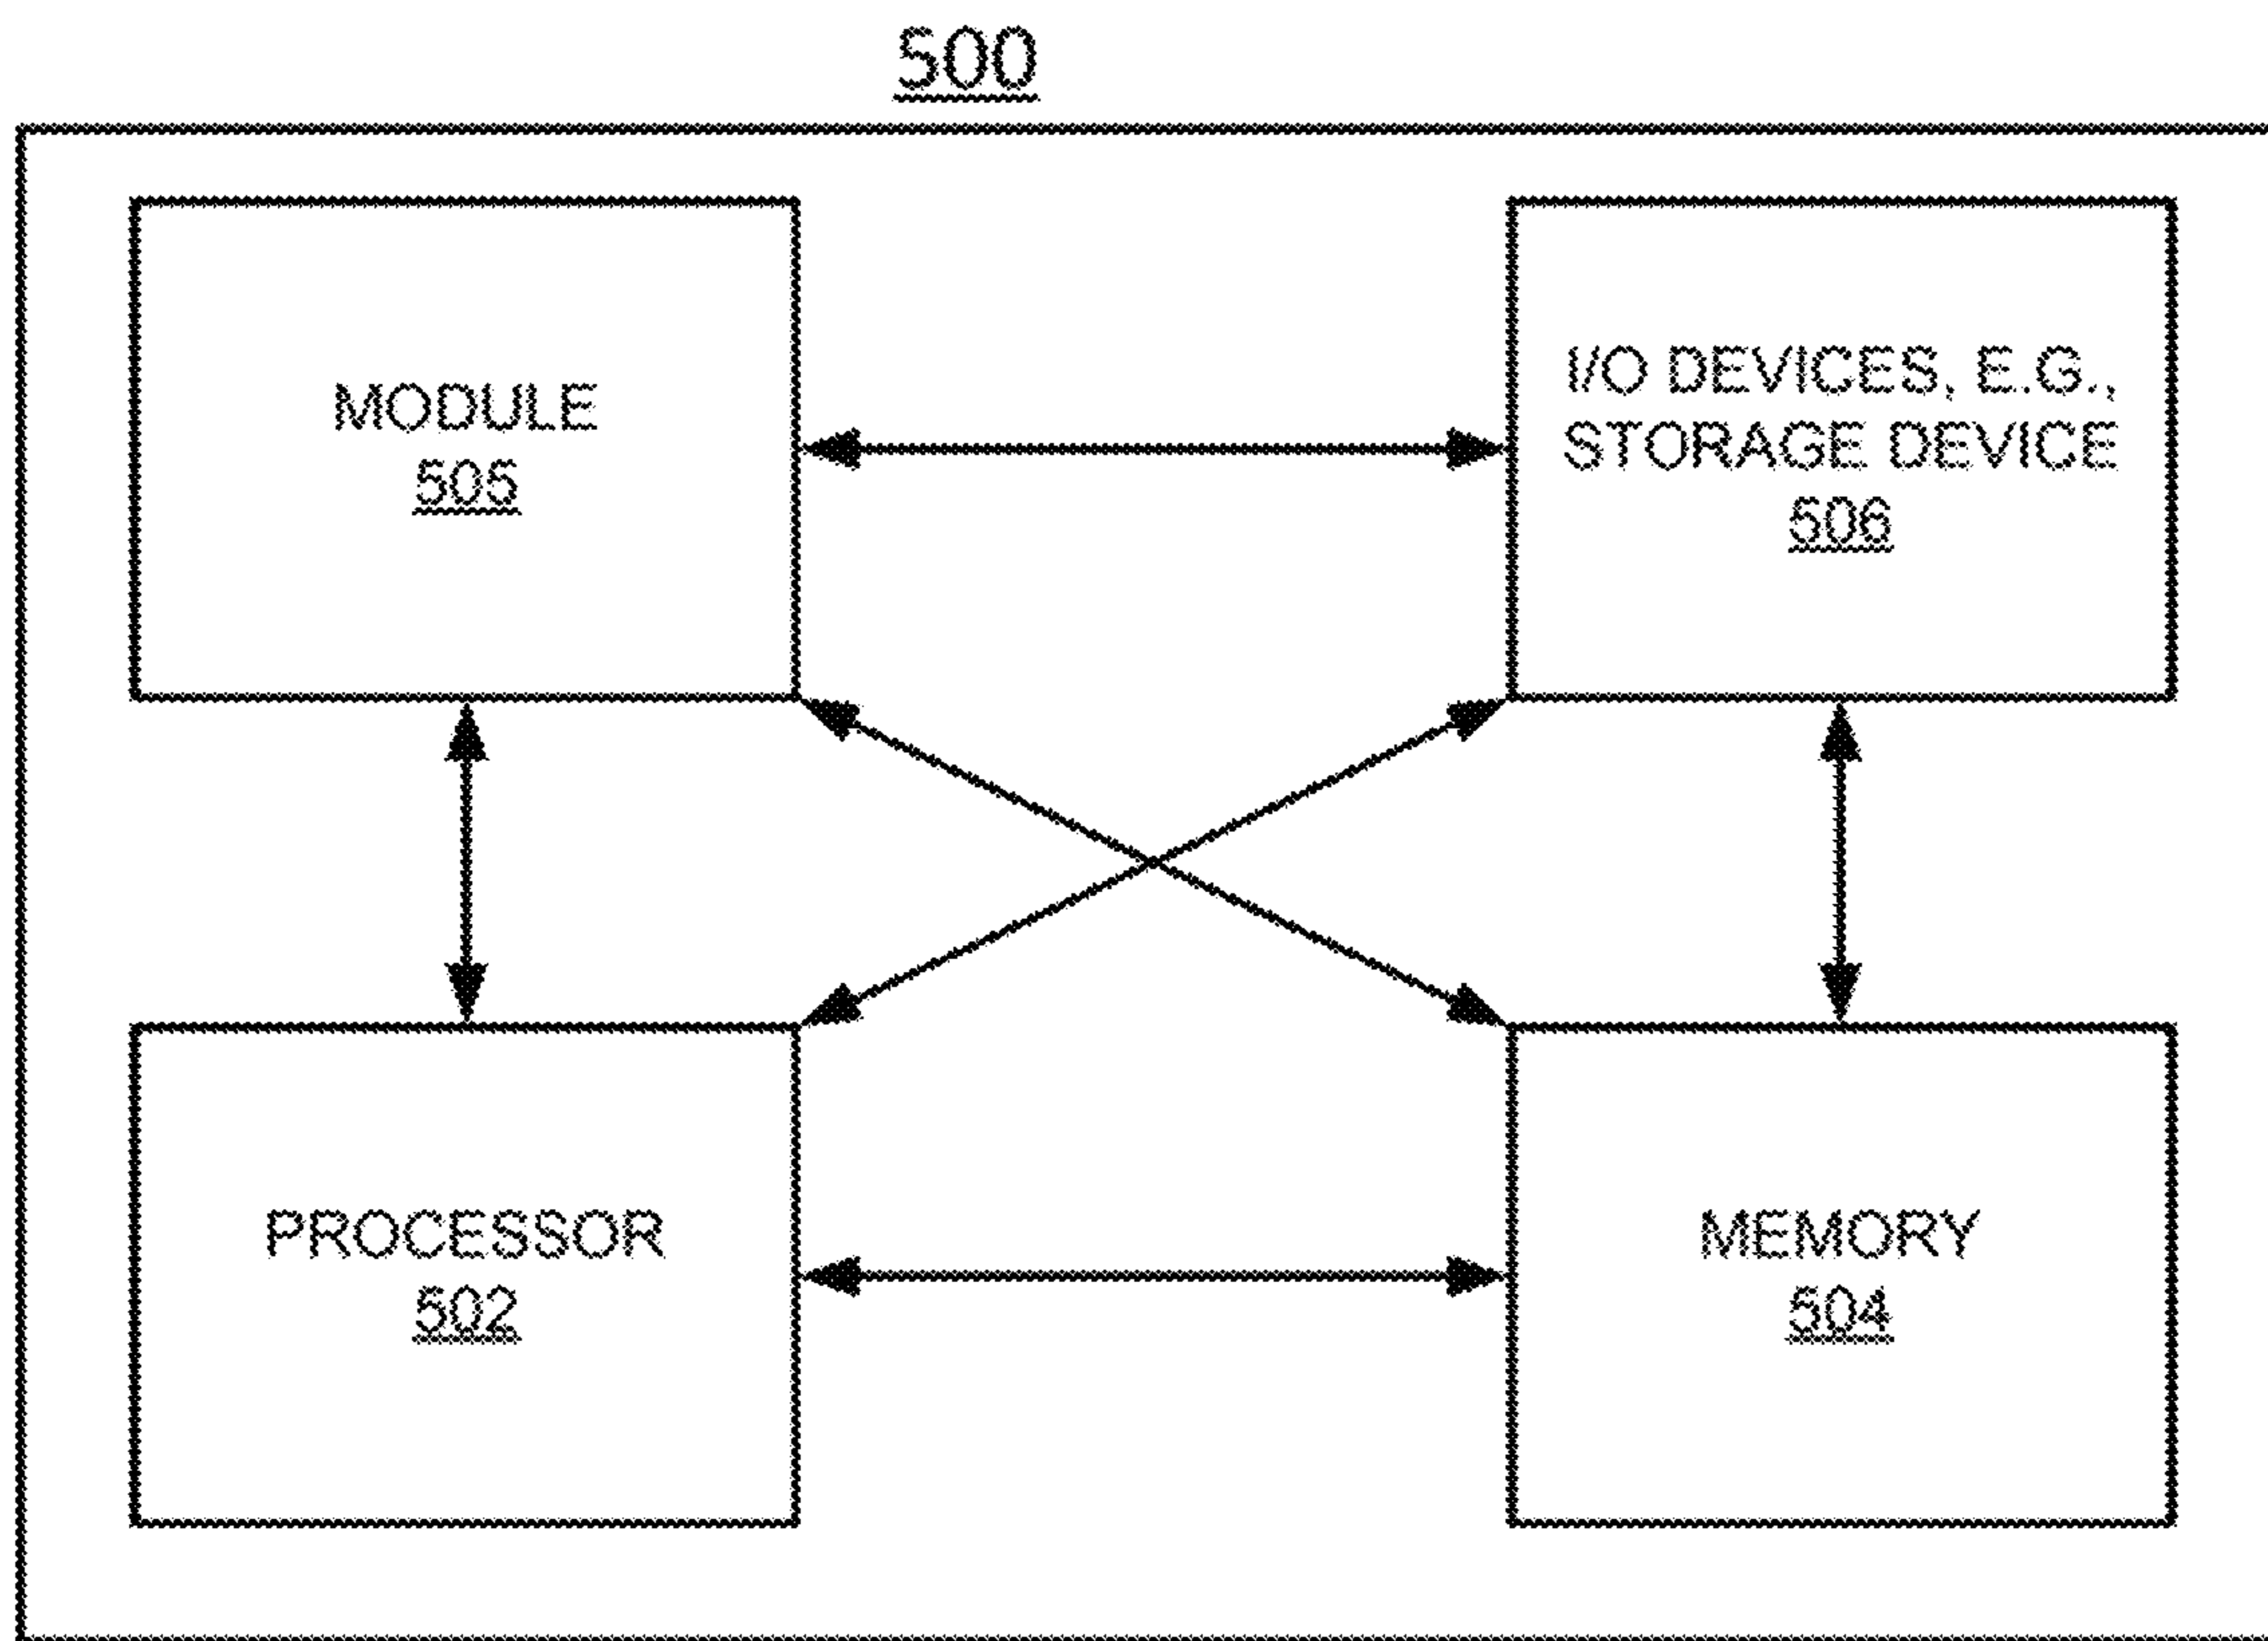 500
MODULE
505
I/O DEVICES, E.G.,
STORAGE DEVICE
506
PROCESSOR
502
MEMORY
504